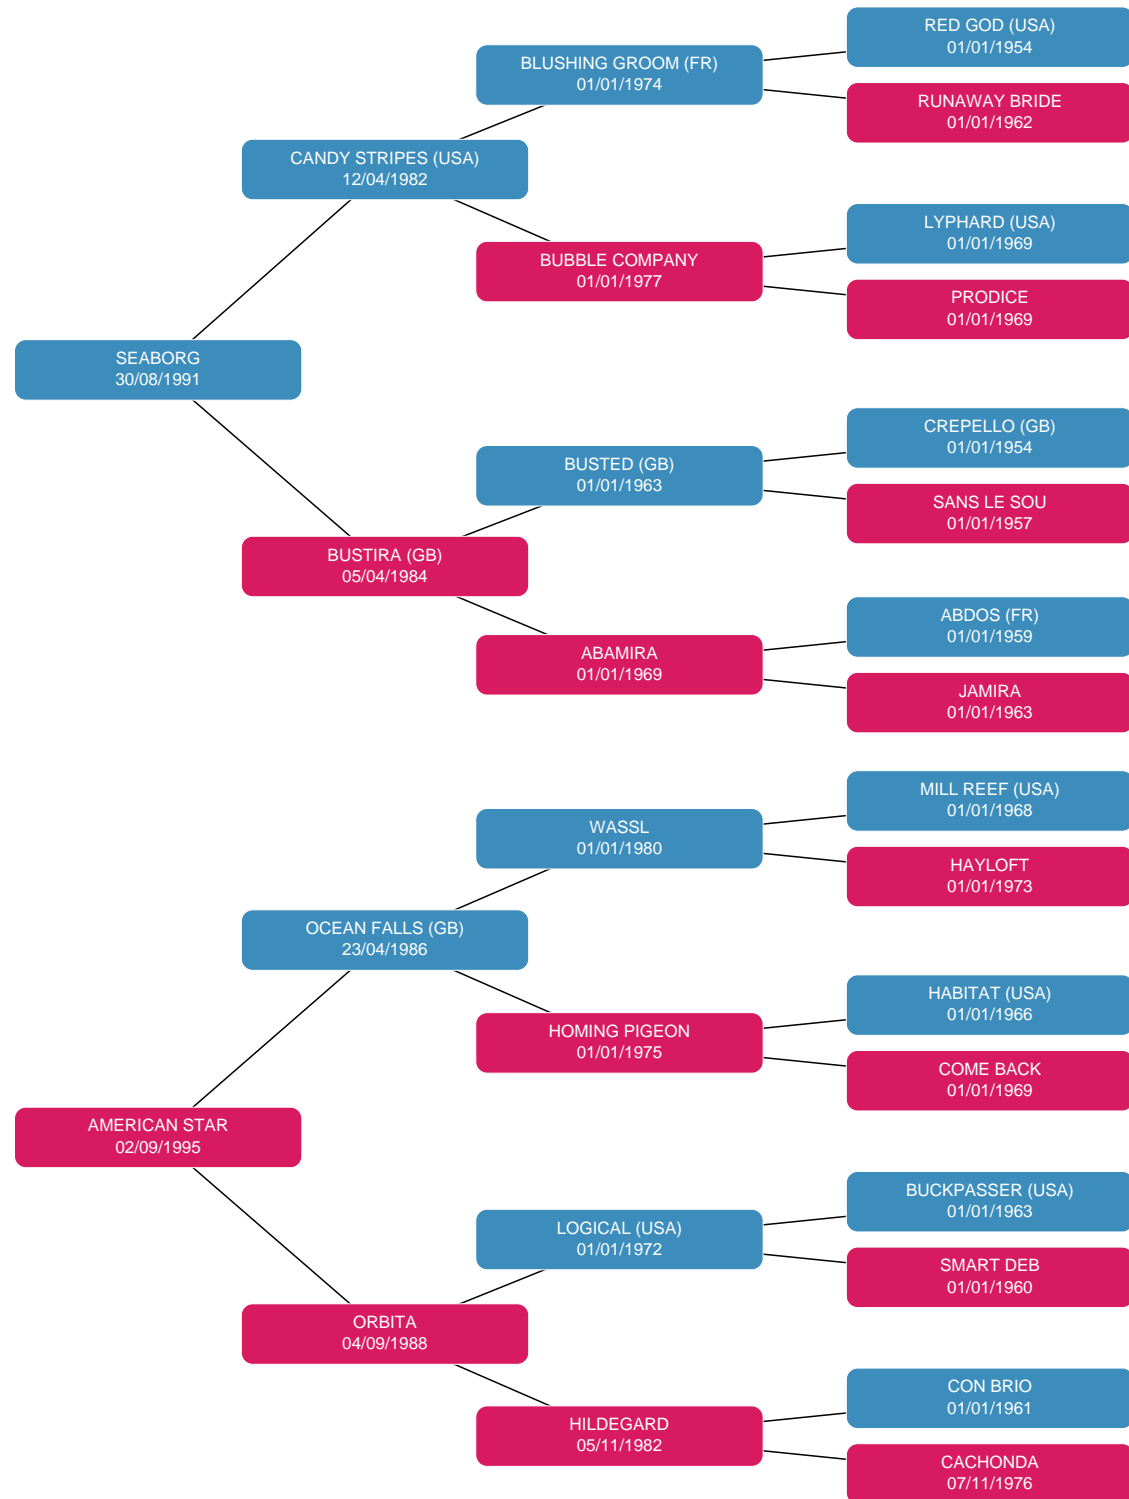 RED GOD (USA)
01/01/1954
BLUSHING GROOM (FR)
01/01/1974
RUNAWAY BRIDE
01/01/1962
CANDY STRIPES (USA)
12/04/1982
LYPHARD (USA)
01/01/1969
BUBBLE COMPANY
01/01/1977
PRODICE
01/01/1969
SEABORG
30/08/1991
CREPELLO (GB)
01/01/1954
BUSTED (GB)
01/01/1963
SANS LE SOU
01/01/1957
BUSTIRA (GB)
05/04/1984
ABDOS (FR)
01/01/1959
ABAMIRA
01/01/1969
JAMIRA
01/01/1963
MILL REEF (USA)
01/01/1968
WASSL
01/01/1980
HAYLOFT
01/01/1973
OCEAN FALLS (GB)
23/04/1986
HABITAT (USA)
01/01/1966
HOMING PIGEON
01/01/1975
COME BACK
01/01/1969
AMERICAN STAR
02/09/1995
BUCKPASSER (USA)
01/01/1963
LOGICAL (USA)
01/01/1972
SMART DEB
01/01/1960
ORBITA
04/09/1988
CON BRIO
01/01/1961
HILDEGARD
05/11/1982
CACHONDA
07/11/1976